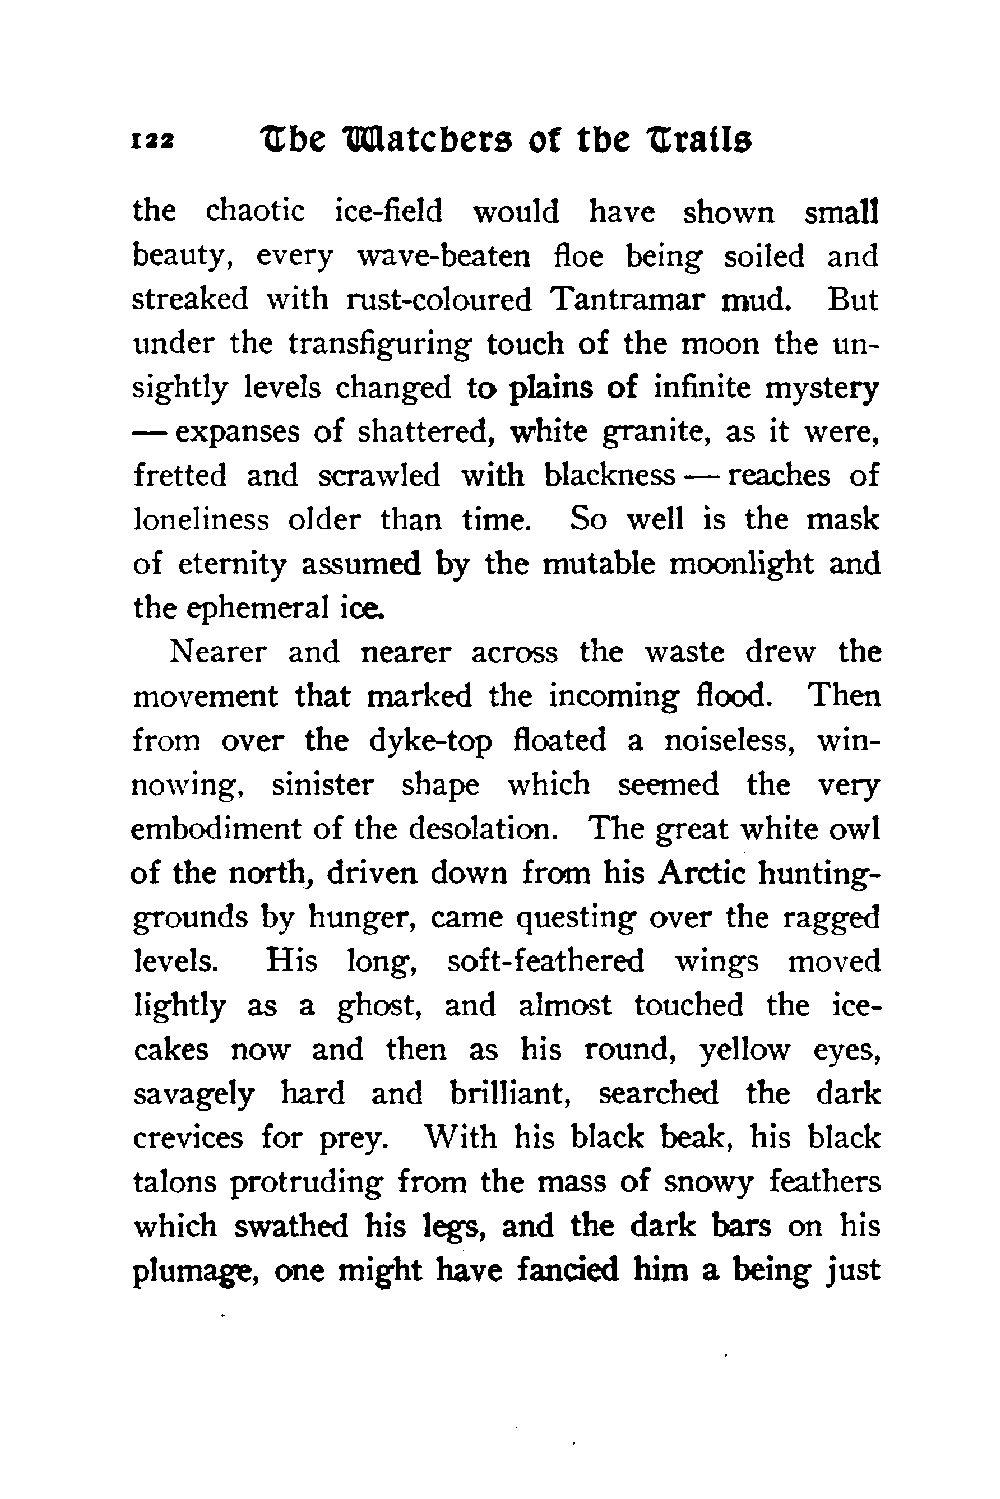 122 The Watchers of the Trails
the chaotic ice-field would have shown small
beauty, every wave-beaten floe being soiled and
streaked with rust-coloured Tantramar mud. But
under the transfiguring touch of the moon the un-
sightly levels changed to plains of infinite mystery
— expanses of shattered, white granite, as it were,
fretted and scrawled with blackness — reaches of
loneliness older than time. So well is the mask
of eternity assumed by the mutable moonlight and
the ephemeral ice.
Nearer and nearer across the waste drew the
movement that marked the incoming flood. Then
from over the dyke-top floated a noiseless, win-
nowing, sinister shape which seemed the very
embodiment of the desolation. The great white owl
of the north, driven down from his Arctic hunting-
grounds by hunger, came questing over the ragged
levels. His long, soft-feathered wings moved
lightly as a ghost, and almost touched the ice-
cakes now and then as his round, yellow eyes,
savagely hard and brilliant, searched the dark
crevices for prey. With his black beak, his black
talons protruding from the mass of snowy feathers
which swathed his legs, and the dark bars on his
plumage, one might have fancied him a being just